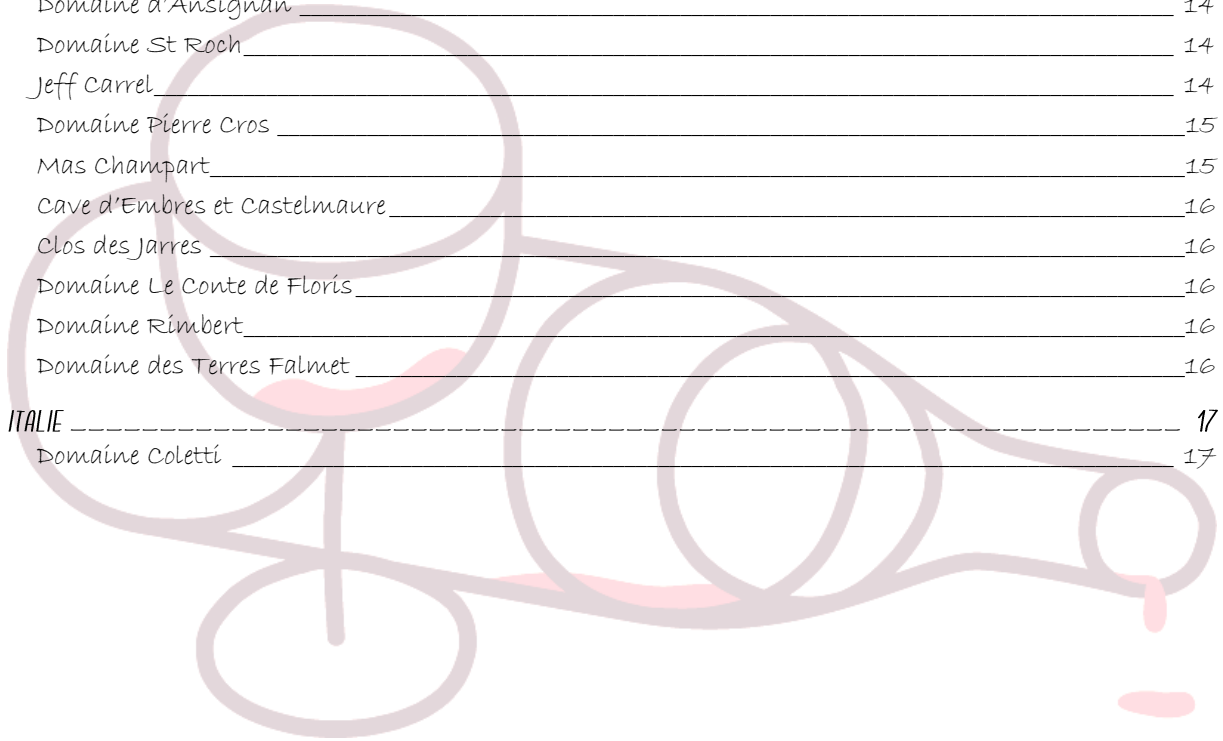 Domaine d'Ansignan 14
Domaine St Roch 14
Jeff Carrel 14
Domaine Pierre Cros 15
Mas Champart 15
Cave d'Embres et Castelmaure 16
Clos des Jarres 16
Domaine Le Conte de Floris 16
Domaine Rimbert 16
Domaine des Terres Falmet 16
ITALIE 17
Domaine Coletti 17